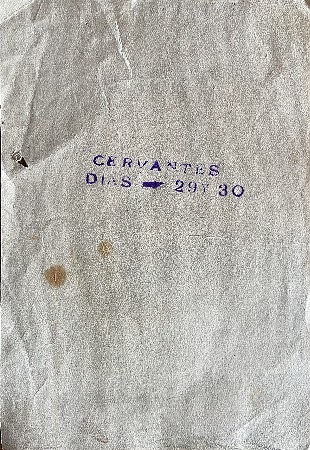 CERVANTES
DIAS ➡ 29 Y 30